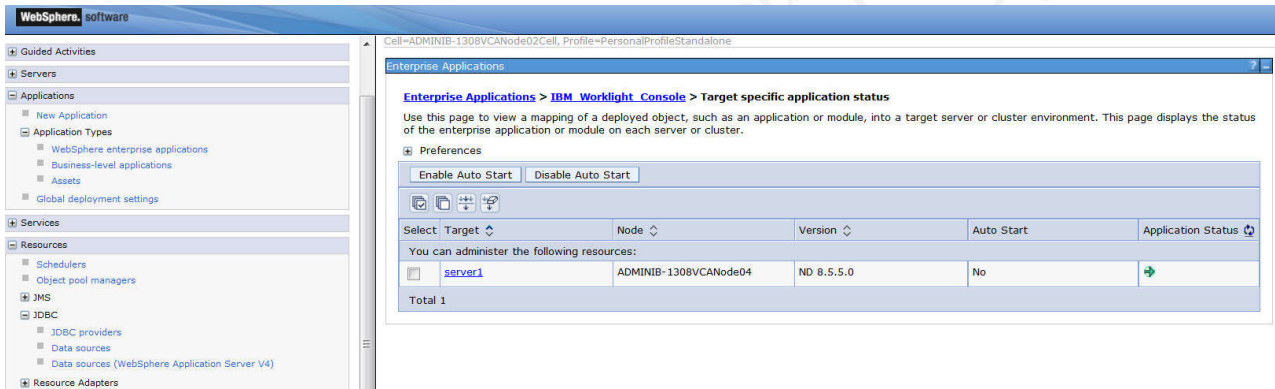 WebSphere. software
Guided Activities
Servers
Applications
New Application
Application Types
WebSphere enterprise applications
Business-level applications
Assets
Global deployment settings
Services
Resources
Schedulers
Object pool managers
JMS
JDBC
JDBC providers
Data sources
Data sources (WebSphere Application Server V4)
Resource Adapters
Cell=ADMINIB-1308VCANode02Cell, Profile=PersonalProfileStandalone
Enterprise Applications
Enterprise Applications > IBM_Worklight_Console > Target specific application status
Use this page to view a mapping of a deployed object, such as an application or module, into a target server or cluster environment. This page displays the status
of the enterprise application or module on each server or cluster.
Preferences
Enable Auto Start Disable Auto Start
Select Target Node Version Auto Start Application Status
You can administer the following resources:
server1 ADMINIB-1308VCANode04 ND 8.5.5.0 No
Total 1